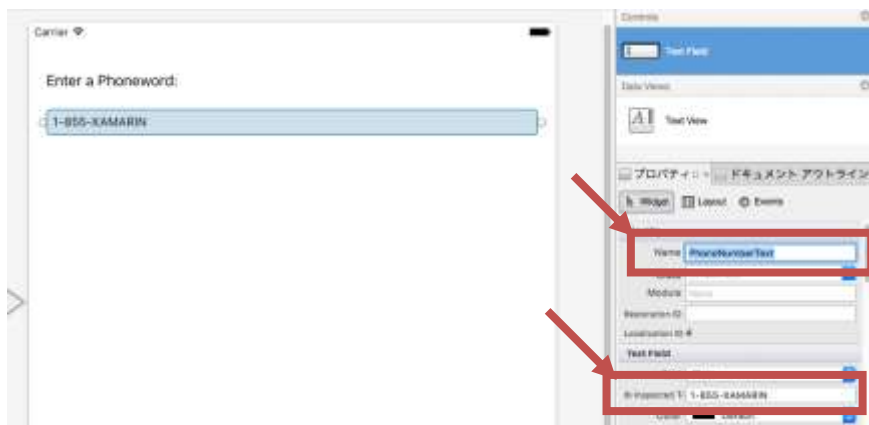 Carrier
Enter a Phoneword:
1-855-XAMARIN
Controls
Text Field
Data Views
Text View
プロパティ
ドキュメント アウトライン
Widget
Layout
Events
Name
PhoneNumberText
Module
Restoration ID
Localization ID
Text Field
1-855-XAMARIN
Color
Default